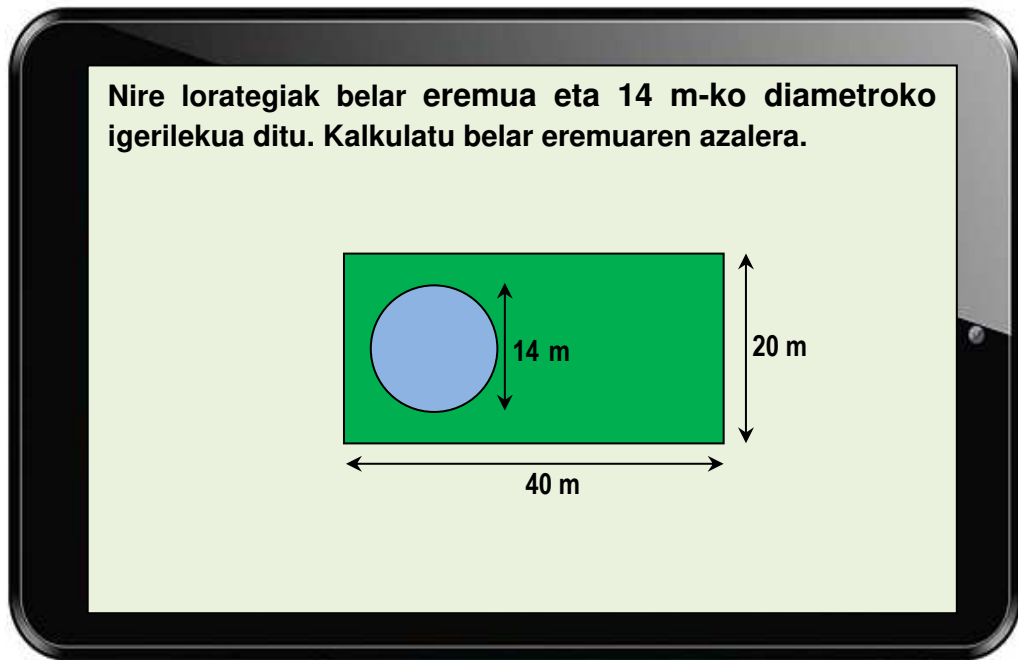 Nire lorategiak belar eremua eta 14 m-ko diametroko
igerilekua ditu. Kalkulatu belar eremuaren azalera.
14 m
20 m
40 m